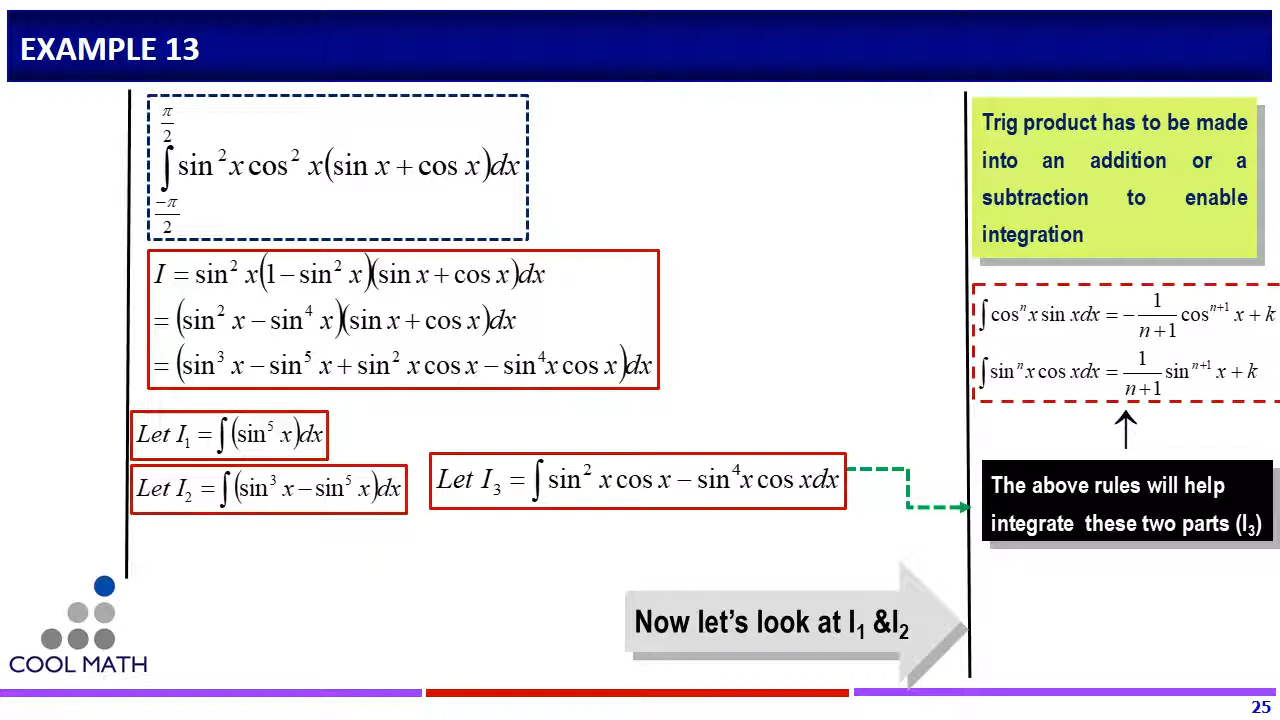 EXAMPLE 13
∫_{-π/2}^{π/2} sin² x cos² x(sin x + cos x)dx
I = sin² x(1 − sin² x)(sin x + cos x)dx
= (sin² x − sin⁴ x)(sin x + cos x)dx
= (sin³ x − sin⁵ x + sin² x cos x − sin⁴x cos x)dx
Let I₁ = ∫(sin⁵ x)dx
Let I₂ = ∫(sin³ x − sin⁵ x)dx
Let I₃ = ∫ sin² x cos x − sin⁴x cos xdx
Now let's look at I₁ &I₂
Trig product has to be made
into an addition or a
subtraction to enable
integration
∫cosⁿ x sin xdx = −1/(n+1) cosⁿ⁺¹ x + k
∫sinⁿ x cos xdx = 1/(n+1) sinⁿ⁺¹ x + k
The above rules will help
integrate these two parts (I₃)
COOL MATH
25